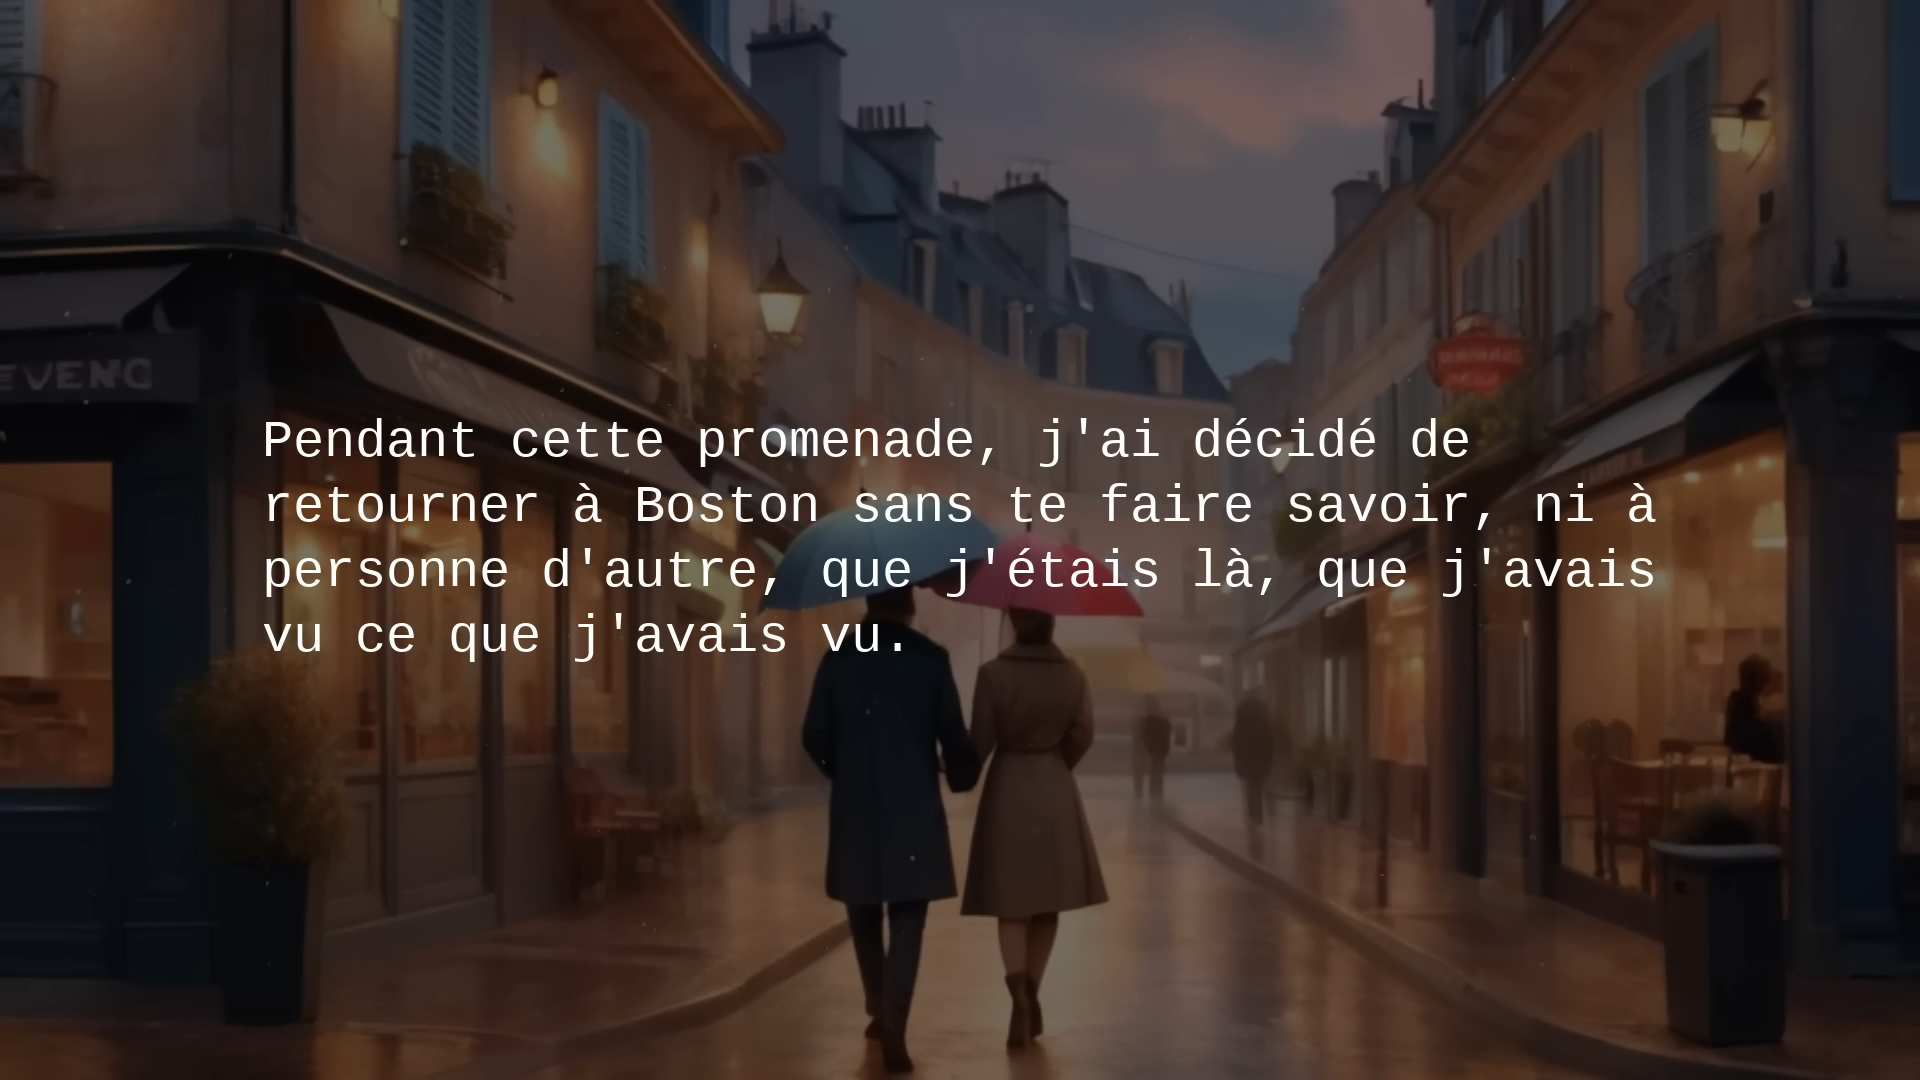 EVENC
Pendant cette promenade, j'ai décidé de
retourner à Boston sans te faire savoir, ni à
personne d'autre, que j'étais là, que j'avais
vu ce que j'avais vu.